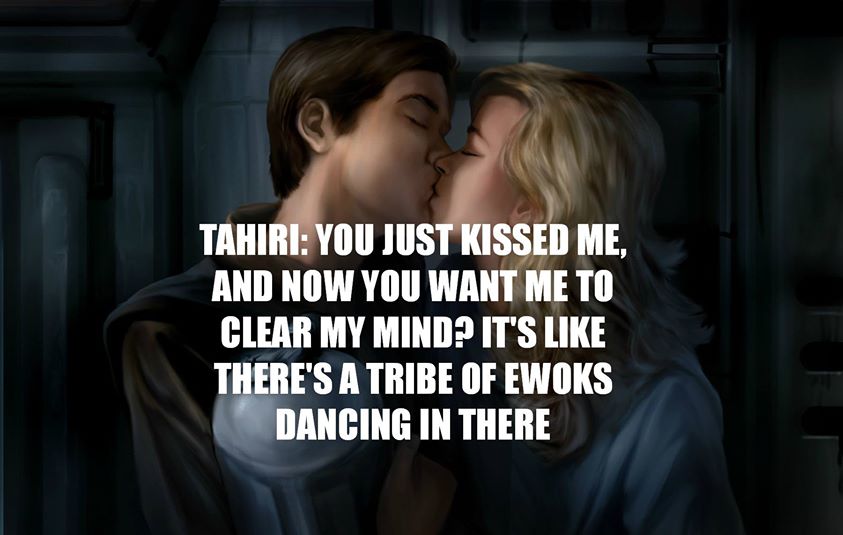 TAHIRI: YOU JUST KISSED ME,
AND NOW YOU WANT ME TO
CLEAR MY MIND? IT'S LIKE
THERE'S A TRIBE OF EWOKS
DANCING IN THERE